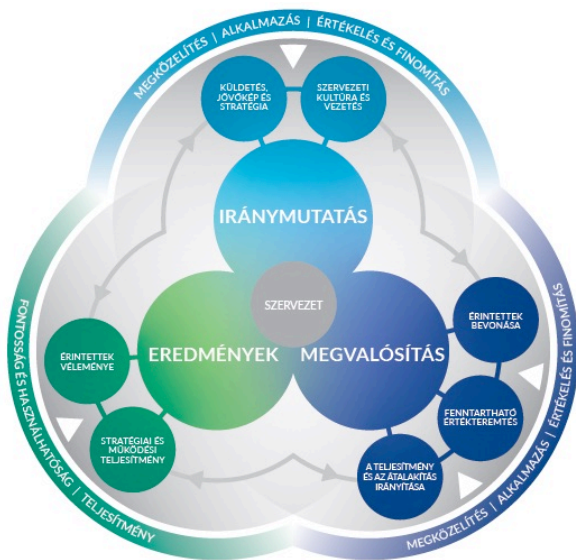 MEGKÖZELÍTÉS | ALKALMAZÁS | ÉRTÉKELÉS ÉS FINOMÍTÁS
KÜLDETÉS,
JÖVŐKÉP ÉS
STRATÉGIA
SZERVEZETI
KULTÚRA ÉS
VEZETÉS
IRÁNYMUTATÁS
SZERVEZET
EREDMÉNYEK
MEGVALÓSÍTÁS
ÉRINTETTEK
VÉLEMÉNYE
STRATÉGIAI ÉS
MŰKÖDÉSI
TELJESÍTMÉNY
ÉRINTETTEK
BEVONÁSA
FENNTARTHATÓ
ÉRTÉKTEREMTÉS
A TELJESÍTMÉNY
ÉS AZ ÁTALAKÍTÁS
IRÁNYÍTÁSA
FONTOSSÁG ÉS HASZNÁLHATÓSÁG | TELJESÍTMÉNY
MEGKÖZELÍTÉS | ALKALMAZÁS | ÉRTÉKELÉS ÉS FINOMÍTÁS